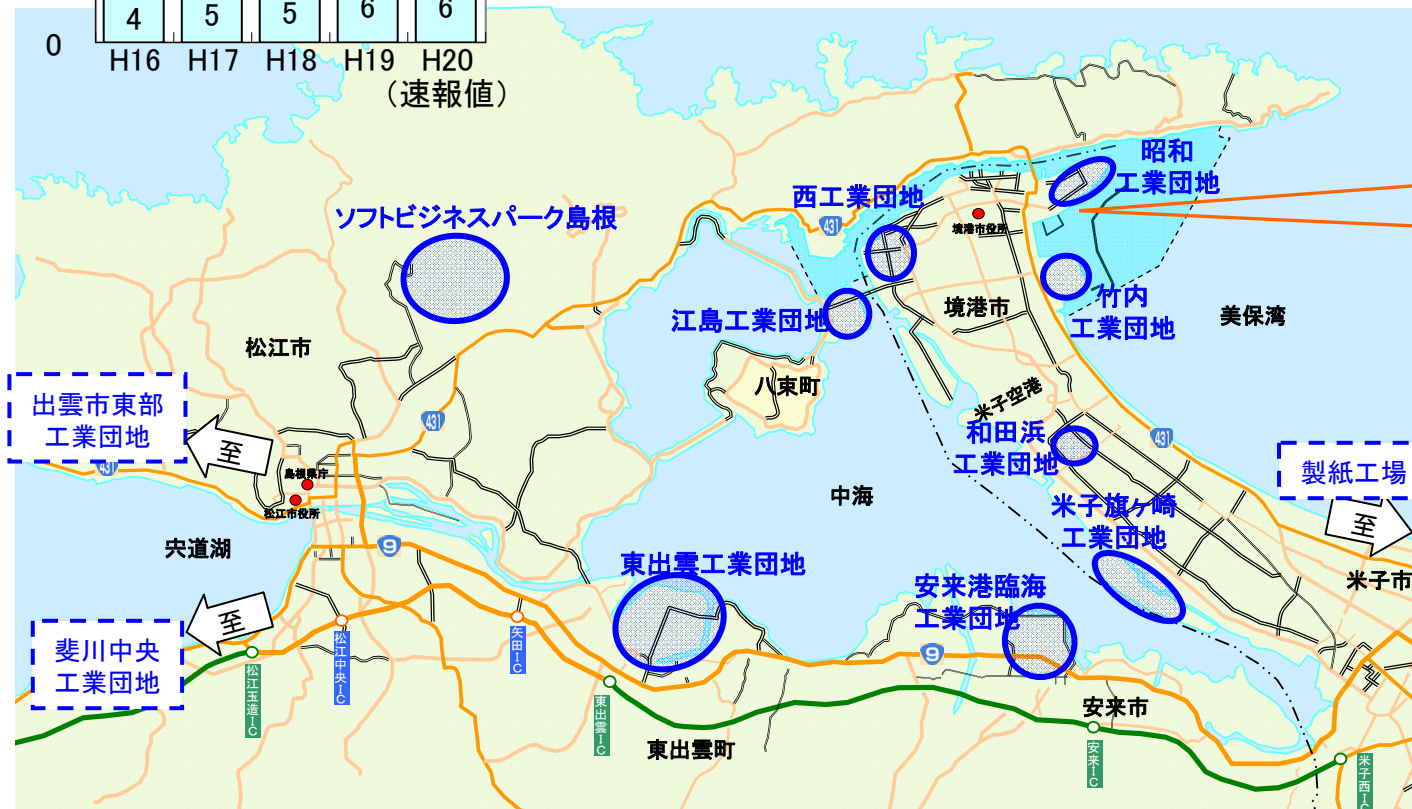 4
5
5
6
6
0
H16
H17
H18
H19
H20
（速報値）
昭和
工業団地
西工業団地
ソフトビジネスパーク島根
431
境港市役所
竹内
工業団地
境港市
美保湾
江島工業団地
松江市
八束町
米子空港
出雲市東部
工業団地
至
431
431
431
和田浜
工業団地
製紙工場
至
島根県庁
松江市役所
中海
米子旗ヶ崎
工業団地
宍道湖
9
東出雲工業団地
安来港臨海
工業団地
米子市
至
斐川中央
工業団地
松江玉造IC
松江中央IC
矢田IC
9
東出雲IC
安来市
東出雲町
安来IC
米子西IC